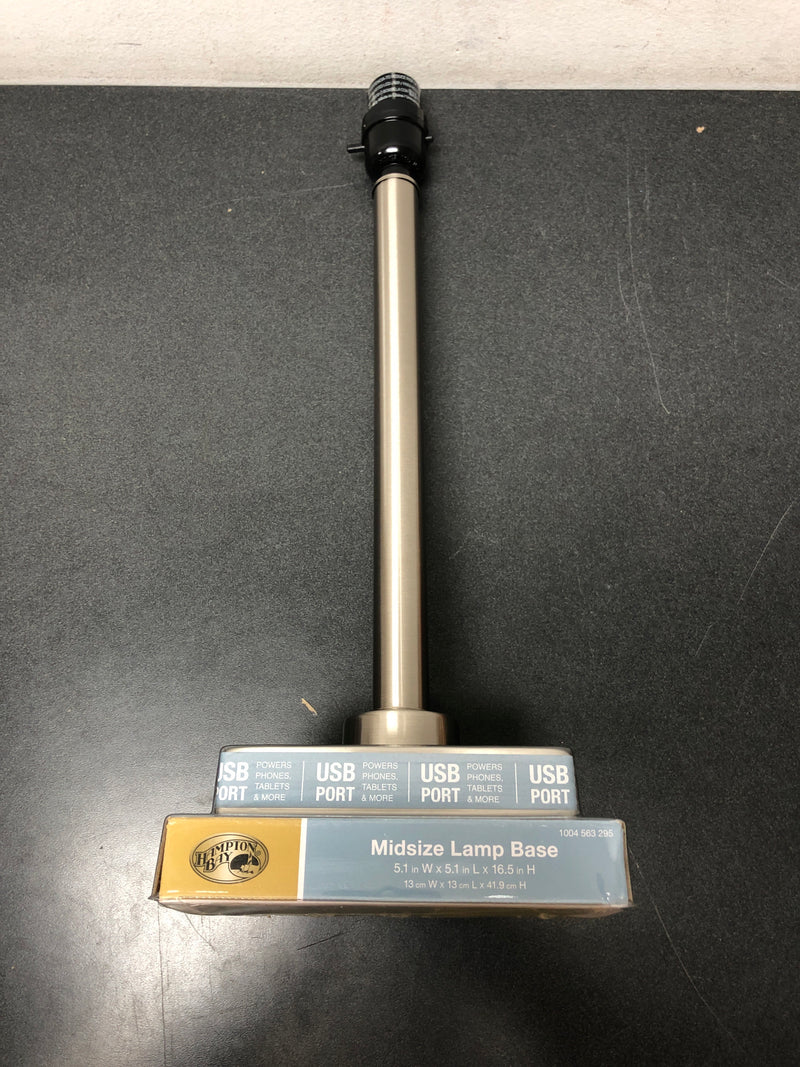 USB PORT POWERS PHONES, TABLETS & MORE
USB PORT POWERS PHONES, TABLETS & MORE
USB PORT POWERS PHONES, TABLETS & MORE
USB PORT
HAMPTON BAY®
1004 563 295
Midsize Lamp Base
5.1 in W x 5.1 in L x 16.5 in H
13 cm W x 13 cm L x 41.9 cm H